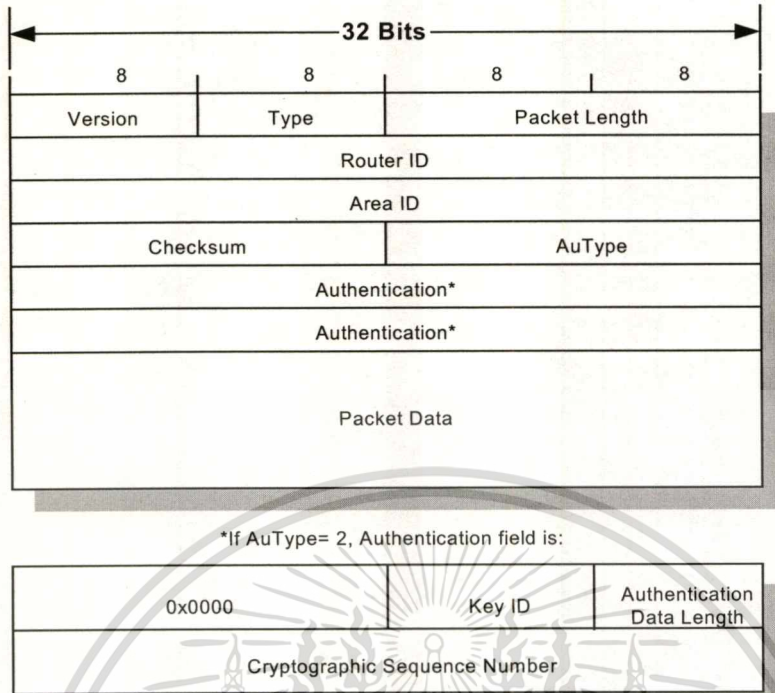 32 Bits
8 8 8 8
Version Type Packet Length
Router ID
Area ID
Checksum AuType
Authentication*
Authentication*
Packet Data
*If AuType= 2, Authentication field is:
0x0000 Key ID Authentication
Data Length
Cryptographic Sequence Number